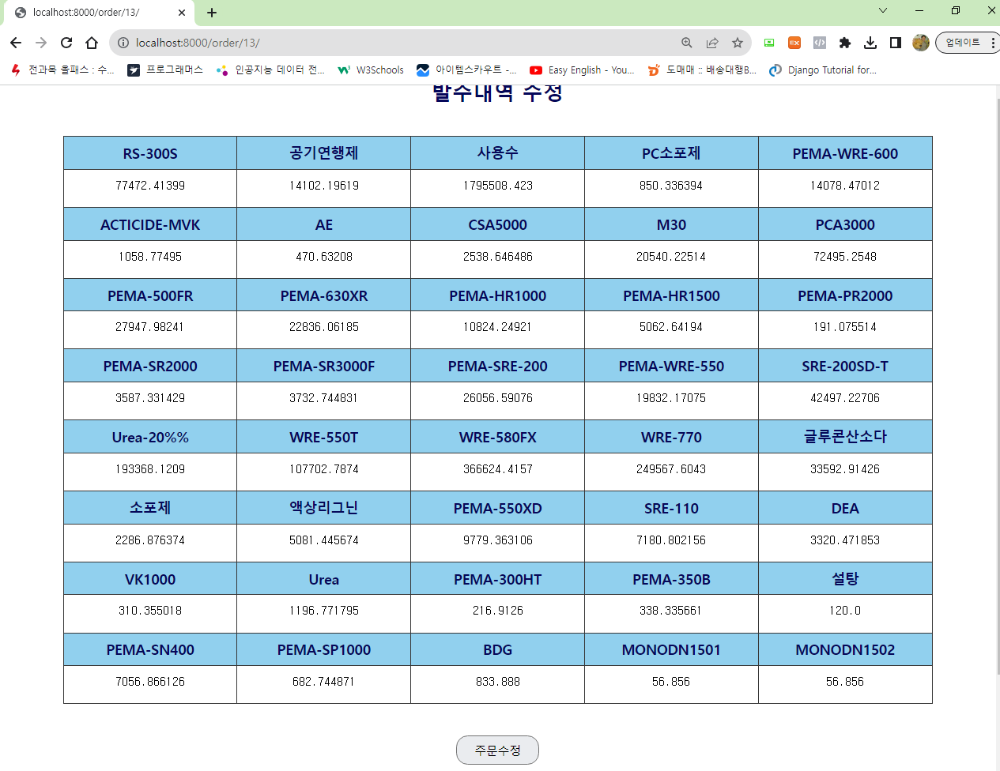 localhost:8000/order/13/
localhost:8000/order/13/
업데이트
전과목 올패스 : 수... 프로그래머스 인공지능 데이터 전... W3Schools 아이템스카우트 -... Easy English - You... 도매매 :: 배송대행B... Django Tutorial for...
발주내역 수정
RS-300S 공기연행제 사용수 PC소포제 PEMA-WRE-600
77472.41399 14102.19619 1795508.423 850.336394 14078.47012
ACTICIDE-MVK AE CSA5000 M30 PCA3000
1058.77495 470.63208 2538.646486 20540.22514 72495.2548
PEMA-500FR PEMA-630XR PEMA-HR1000 PEMA-HR1500 PEMA-PR2000
27947.98241 22836.06185 10824.24921 5062.64194 191.075514
PEMA-SR2000 PEMA-SR3000F PEMA-SRE-200 PEMA-WRE-550 SRE-200SD-T
3587.331429 3732.744831 26056.59076 19832.17075 42497.22706
Urea-20%% WRE-550T WRE-580FX WRE-770 글루콘산소다
193368.1209 107702.7874 366624.4157 249567.6043 33592.91426
소포제 액상리그닌 PEMA-550XD SRE-110 DEA
2286.876374 5081.445674 9779.363106 7180.802156 3320.471853
VK1000 Urea PEMA-300HT PEMA-350B 설탕
310.355018 1196.771795 216.9126 338.335661 120.0
PEMA-SN400 PEMA-SP1000 BDG MONODN1501 MONODN1502
7056.866126 682.744871 833.888 56.856 56.856
주문수정